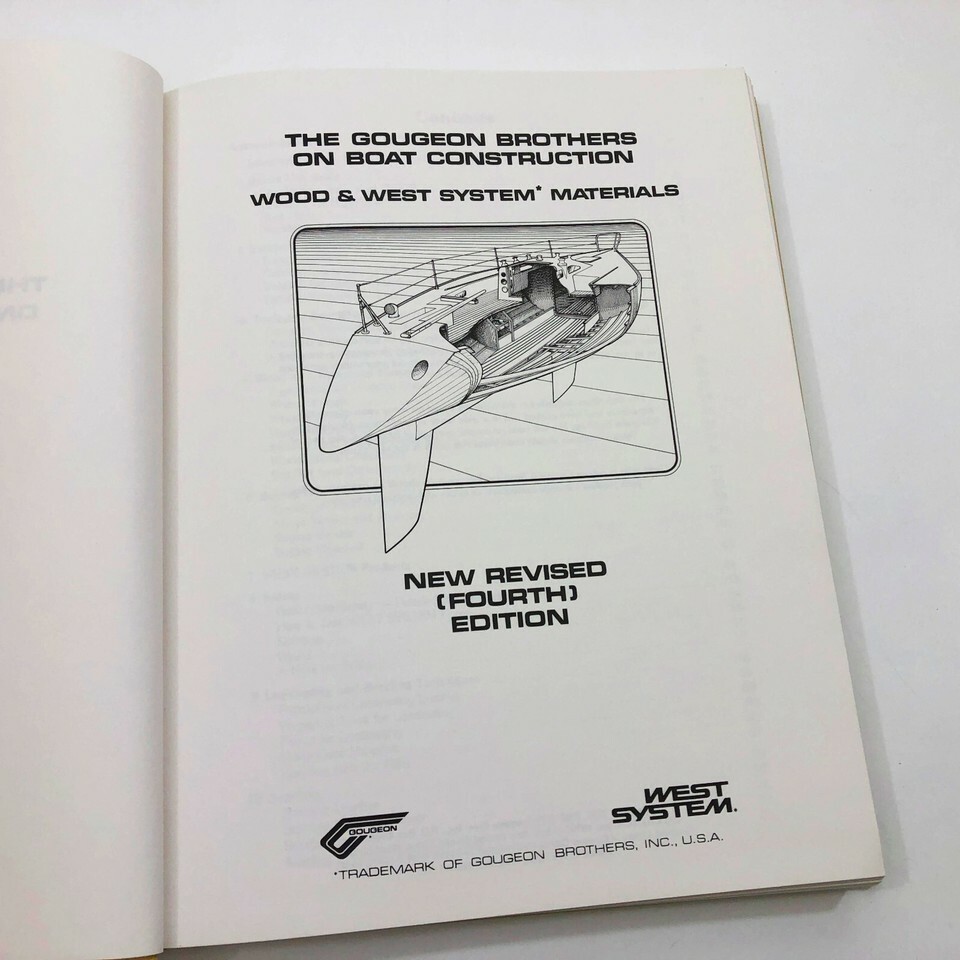 THE GOUGEON BROTHERS
ON BOAT CONSTRUCTION
WOOD & WEST SYSTEM* MATERIALS
NEW REVISED
(FOURTH)
EDITION
GOUGEON
WEST
SYSTEM.
*TRADEMARK OF GOUGEON BROTHERS, INC., U.S.A.